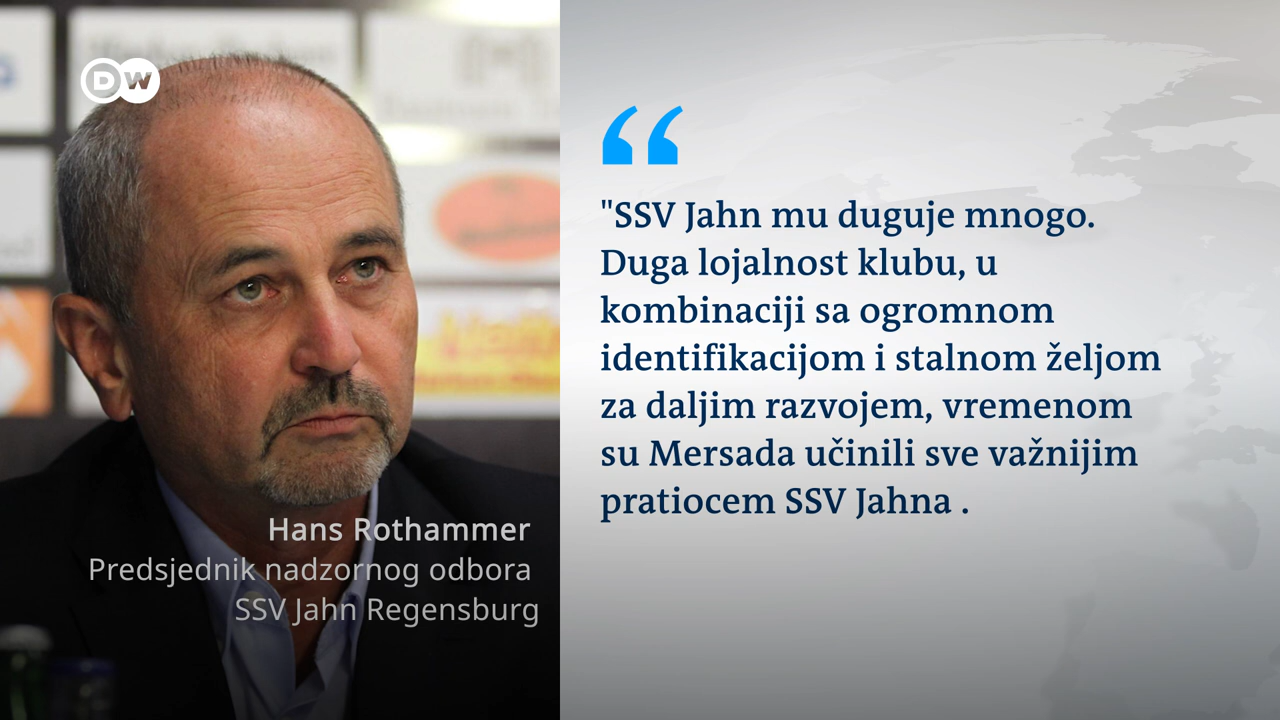 DW
Hans Rothammer
Predsjednik nadzornog odbora
SSV Jahn Regensburg
"SSV Jahn mu duguje mnogo.
Duga lojalnost klubu, u
kombinaciji sa ogromnom
identifikacijom i stalnom željom
za daljim razvojem, vremenom
su Mersada učinili sve važnijim
pratiocem SSV Jahna .